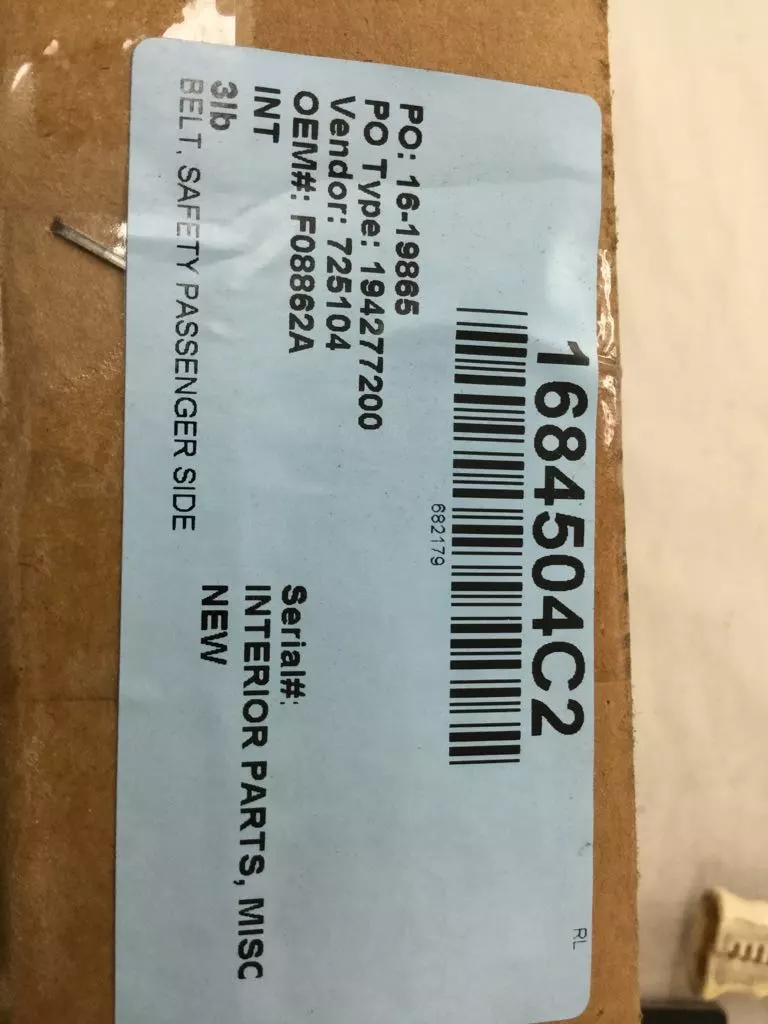 1684504C2
682179
RL
PO: 16-19865
PO Type: 194277200
Vendor: 725104
OEM#: F08862A
INT
3lb
BELT, SAFETY PASSENGER SIDE
Serial#:
INTERIOR PARTS, MISC
NEW